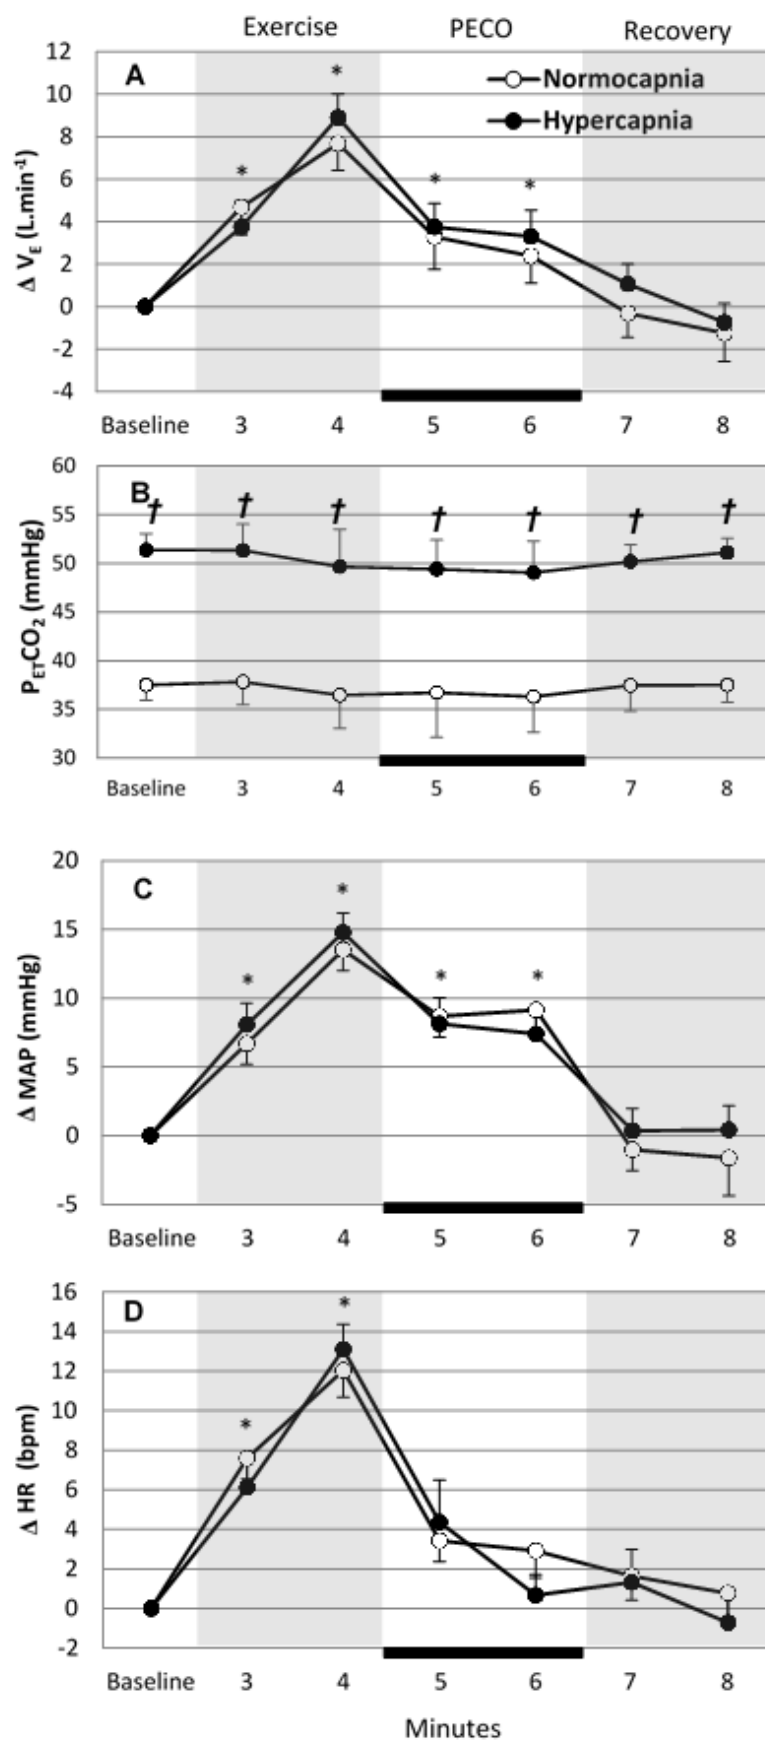 Exercise PECO Recovery
A
Normocapnia
Hypercapnia
* * * *
Δ V_E (L.min⁻¹)
12
10
8
6
4
2
0
-2
-4
Baseline 3 4 5 6 7 8
B
† † † † † † †
P_ETCO₂ (mmHg)
60
55
50
45
40
35
30
Baseline 3 4 5 6 7 8
C
* * * *
Δ MAP (mmHg)
20
15
10
5
0
-5
Baseline 3 4 5 6 7 8
D
* *
Δ HR (bpm)
16
14
12
10
8
6
4
2
0
-2
Baseline 3 4 5 6 7 8
Minutes